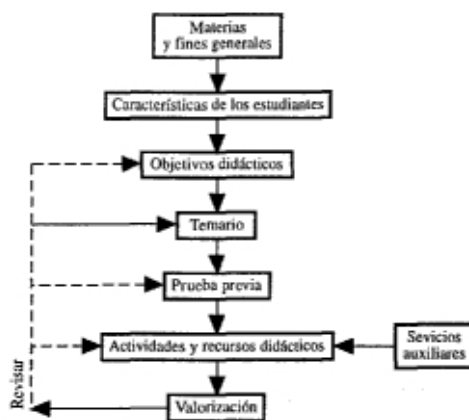 Materias
y fines generales
Características de los estudiantes
Objetivos didácticos
Temario
Prueba previa
Actividades y recursos didácticos
Sevicios
auxiliares
Valorización
Revisar